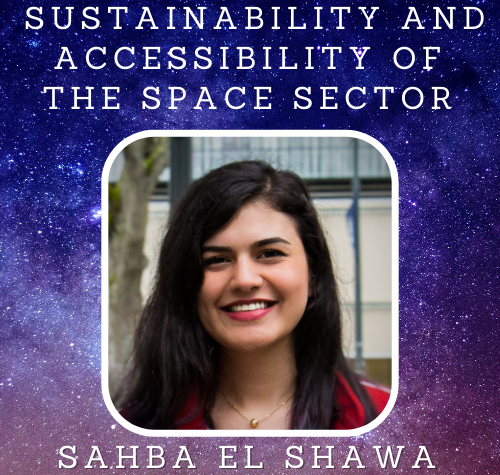 SUSTAINABILITY AND
ACCESSIBILITY OF
THE SPACE SECTOR
SAHBA EL SHAWA